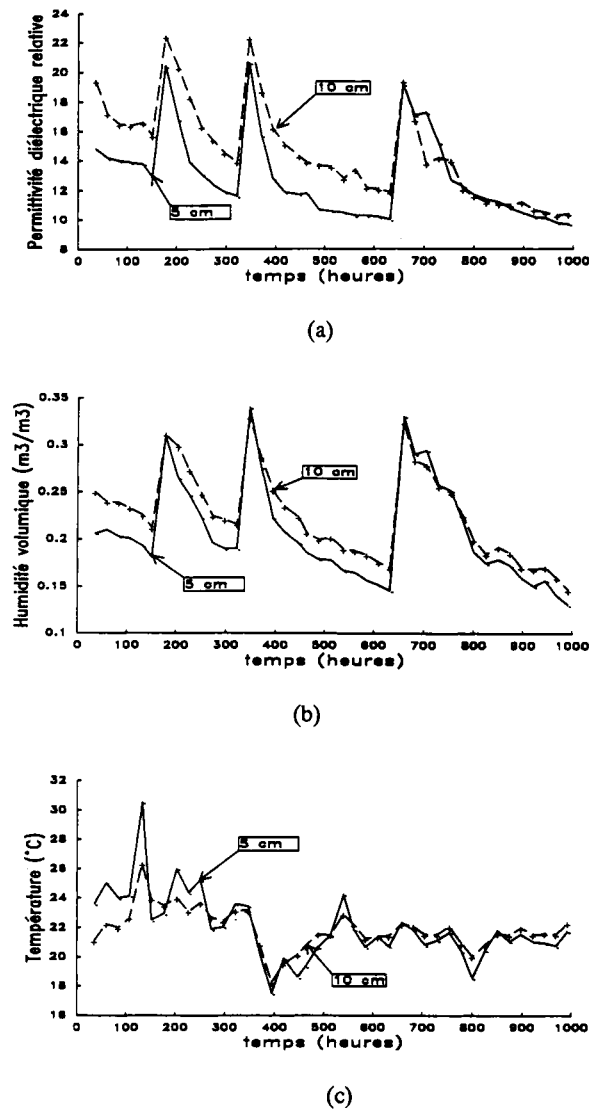 Permittivité diélectrique relative
24
22
20
18
16
14
12
10
8
10 cm
5 cm
0 100 200 300 400 500 600 700 800 900 1000
temps (heures)
(a)
Humidité volumique (m3/m3)
0.35
0.3
0.25
0.2
0.15
0.1
10 cm
5 cm
0 100 200 300 400 500 600 700 800 900 1000
temps (heures)
(b)
Température (°C)
34
32
30
28
26
24
22
20
18
16
5 cm
10 cm
0 100 200 300 400 500 600 700 800 900 1000
temps (heures)
(c)